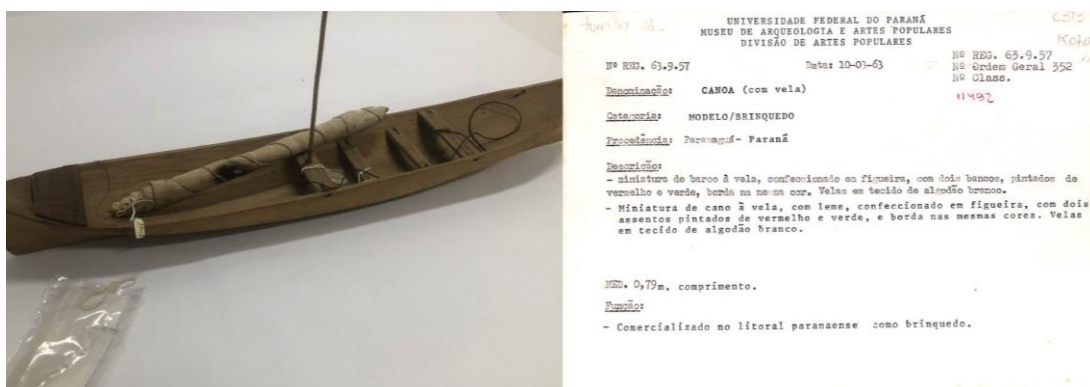 UNIVERSIDADE FEDERAL DO PARANÁ
MUSEU DE ARQUEOLOGIA E ARTES POPULARES
DIVISÃO DE ARTES POPULARES
Nº REG. 63.9.57
Data: 10-03-63
Nº REG. 63.9.57
Nº Ordem Geral 352
Nº Class.
11492
Denominação: CANOA (com vela)
Categoria: MODELO/BRINQUEDO
Procedência: Paranaguá- Paraná
Descrição:
- miniatura de barco à vela, confeccionado em figueira, com dois bancos, pintados de
vermelho e verde, borda na mesma cor. Velas em tecido de algodão branco.
- Miniatura de cano à vela, com leme, confeccionado em figueira, com dois
assentos pintados de vermelho e verde, e borda nas mesmas cores. Velas
em tecido de algodão branco.
MED. 0,79m. comprimento.
Função:
- Comercializado no litoral paranaense como brinquedo.